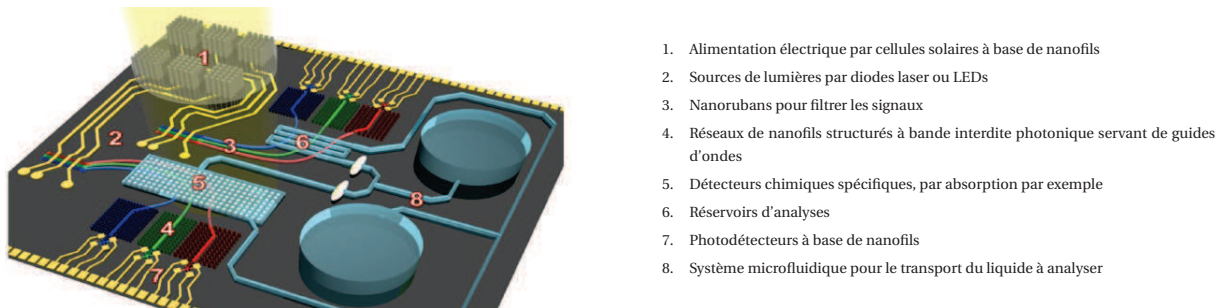 1
2
3
6
5
8
4
7
1. Alimentation électrique par cellules solaires à base de nanofils
2. Sources de lumières par diodes laser ou LEDs
3. Nanorubans pour filtrer les signaux
4. Réseaux de nanofils structurés à bande interdite photonique servant de guides
d'ondes
5. Détecteurs chimiques spécifiques, par absorption par exemple
6. Réservoirs d'analyses
7. Photodétecteurs à base de nanofils
8. Système microfluidique pour le transport du liquide à analyser